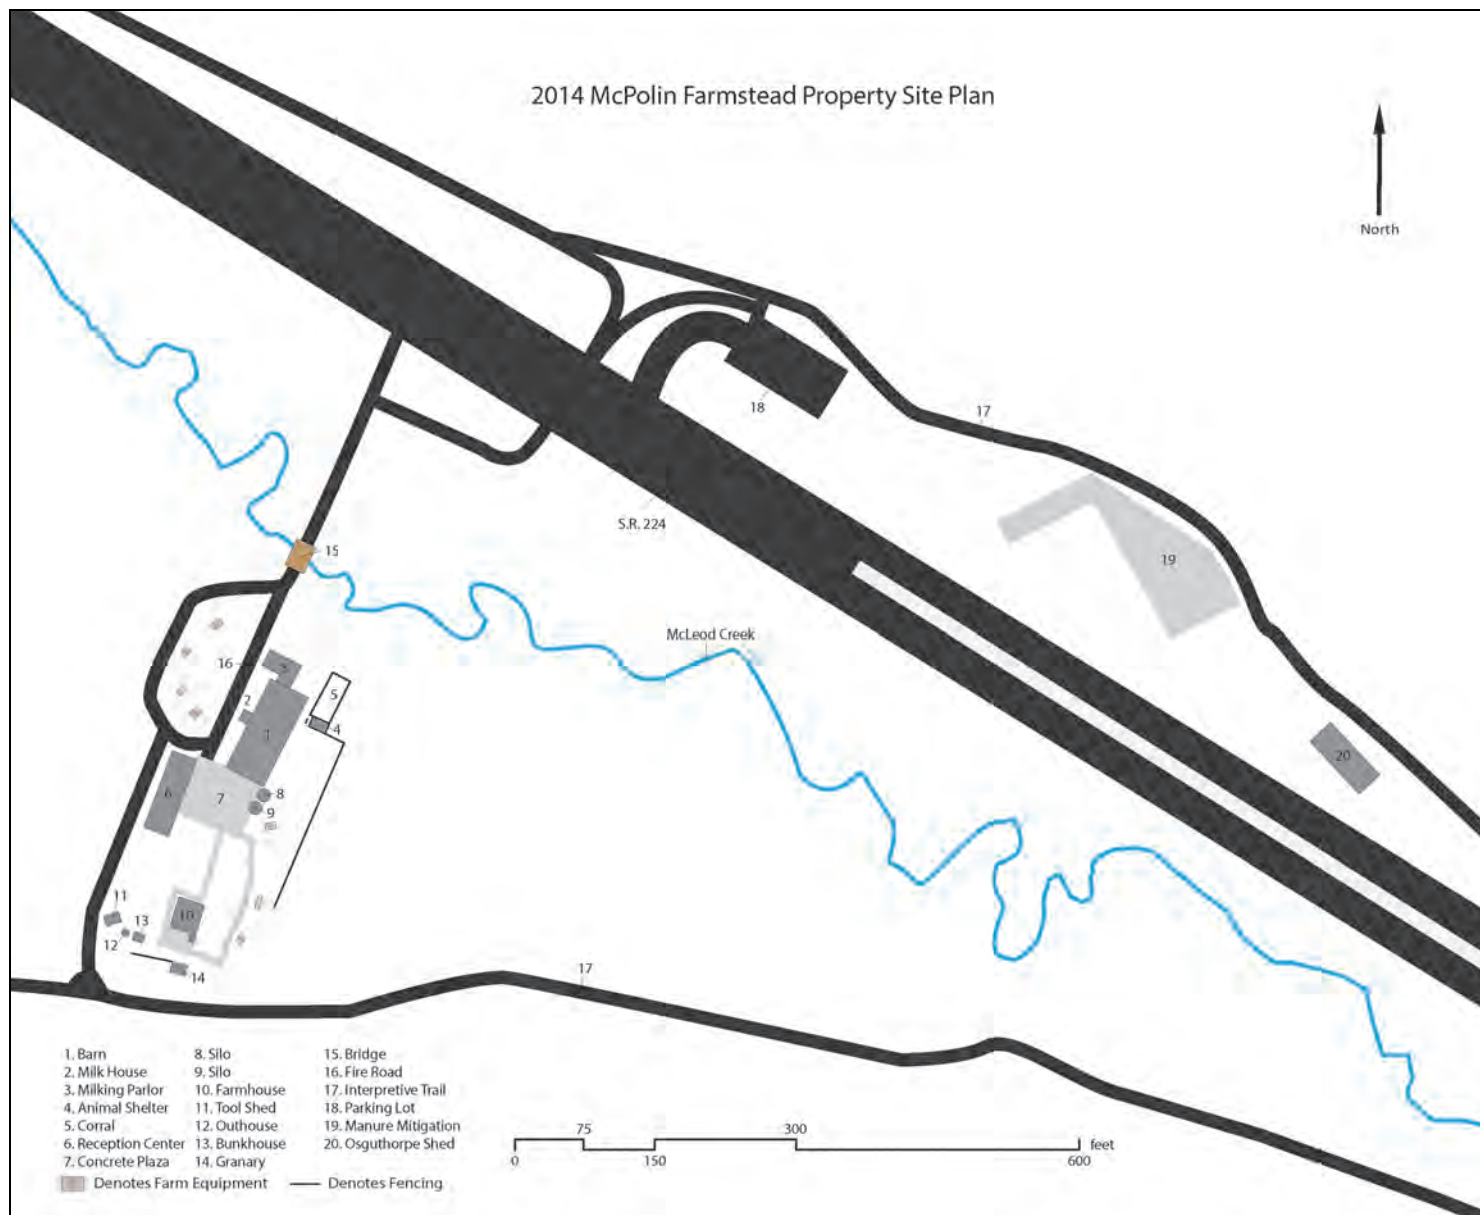 2014 McPolin Farmstead Property Site Plan
North
17
18
S.R. 224
15
19
McLeod Creek
16
3
5
2
4
1
20
6
7
8
9
11
10
13
12
14
17
1. Barn
2. Milk House
3. Milking Parlor
4. Animal Shelter
5. Corral
6. Reception Center
7. Concrete Plaza
8. Silo
9. Silo
10. Farmhouse
11. Tool Shed
12. Outhouse
13. Bunkhouse
14. Granary
15. Bridge
16. Fire Road
17. Interpretive Trail
18. Parking Lot
19. Manure Mitigation
20. Osguthorpe Shed
Denotes Farm Equipment
Denotes Fencing
75 300
feet
0 150 600